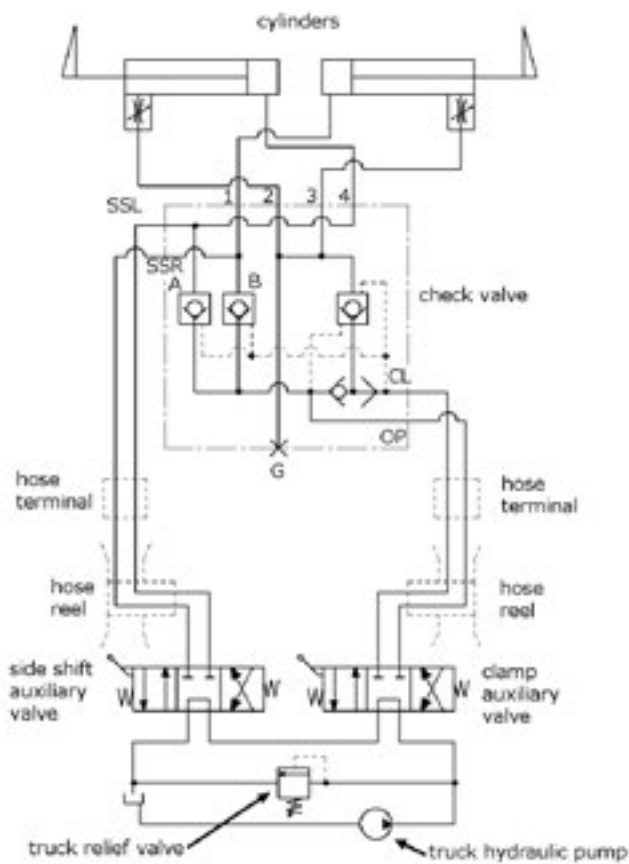 cylinders
1 2 3 4
SSL
SSR
A B
check valve
CL
OP
G
hose
terminal
hose
terminal
hose
reel
hose
reel
side shift
auxiliary
valve
clamp
auxiliary
valve
truck relief valve
truck hydraulic pump